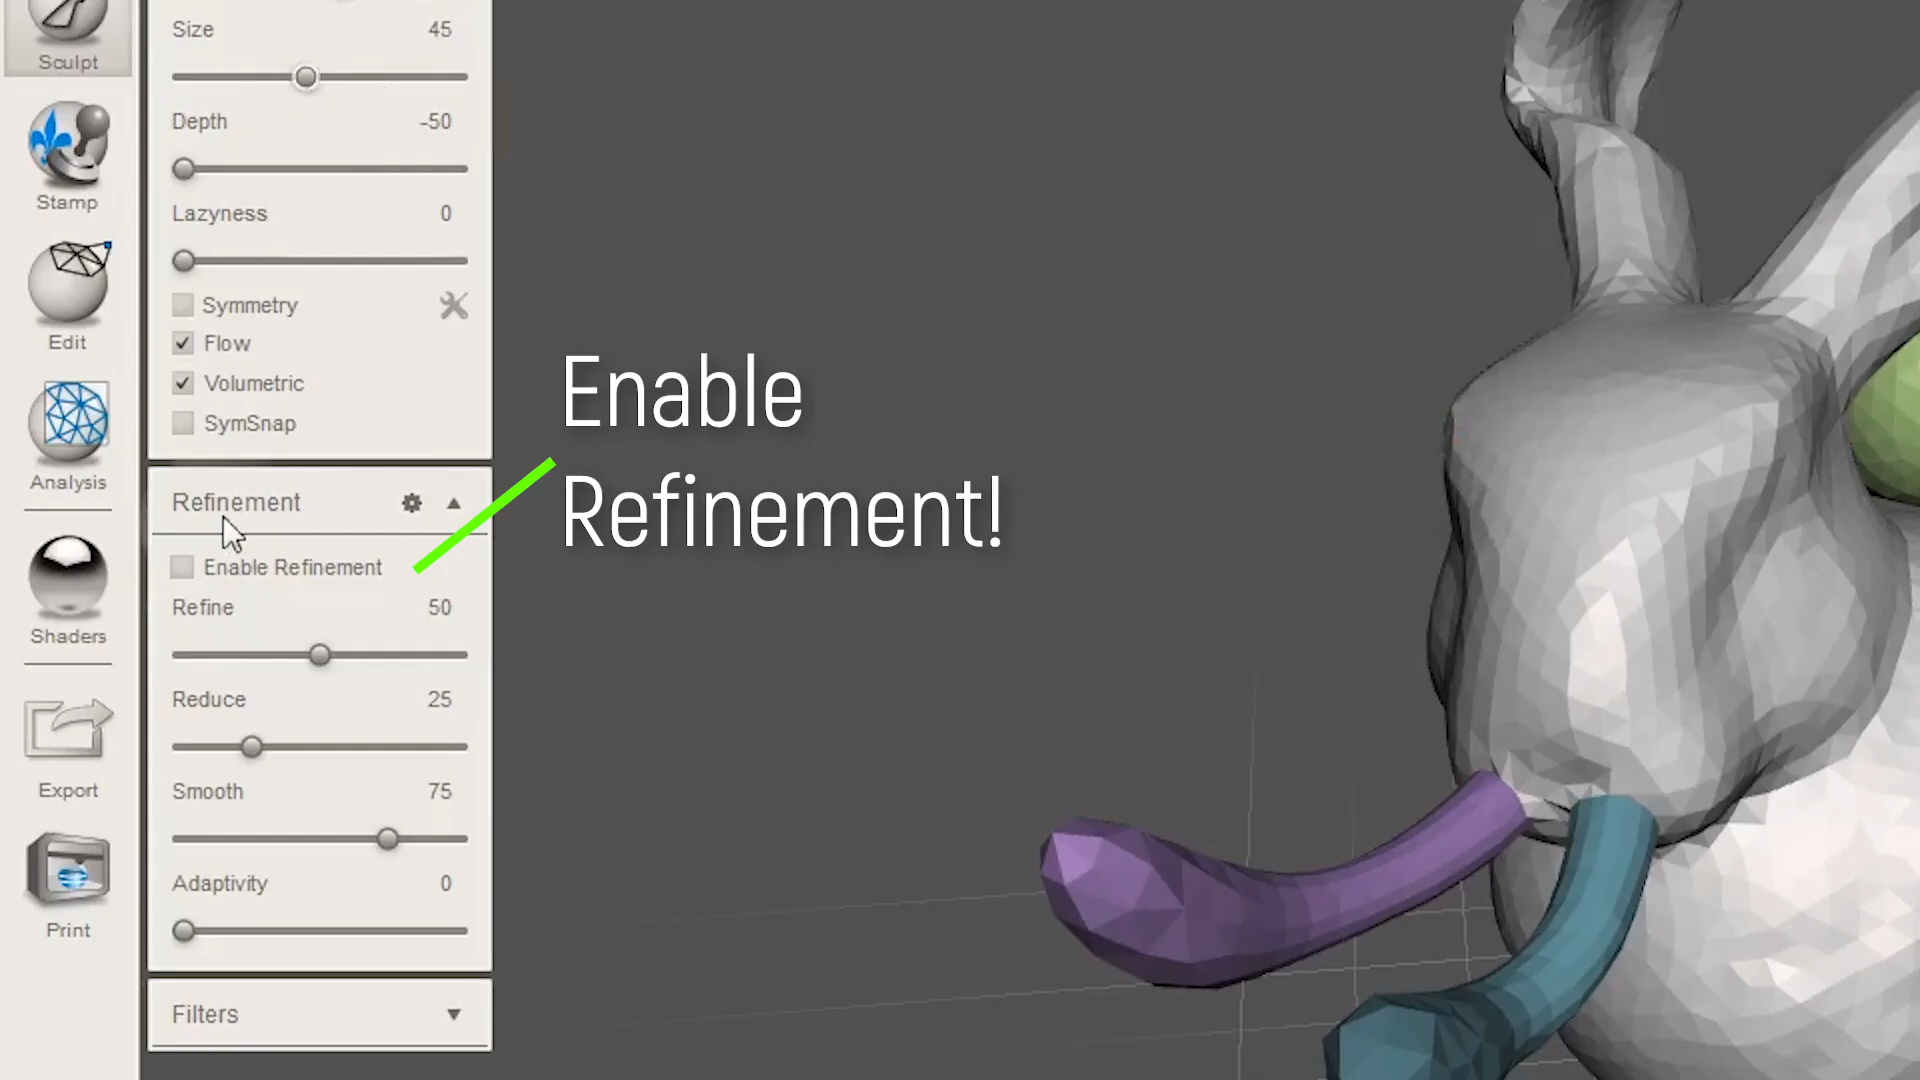 Sculpt
Stamp
Edit
Analysis
Shaders
Export
Print
Size 45
Depth -50
Lazyness 0
Symmetry
Flow
Volumetric
SymSnap
Refinement
Enable Refinement
Refine 50
Reduce 25
Smooth 75
Adaptivity 0
Filters
Enable
Refinement!